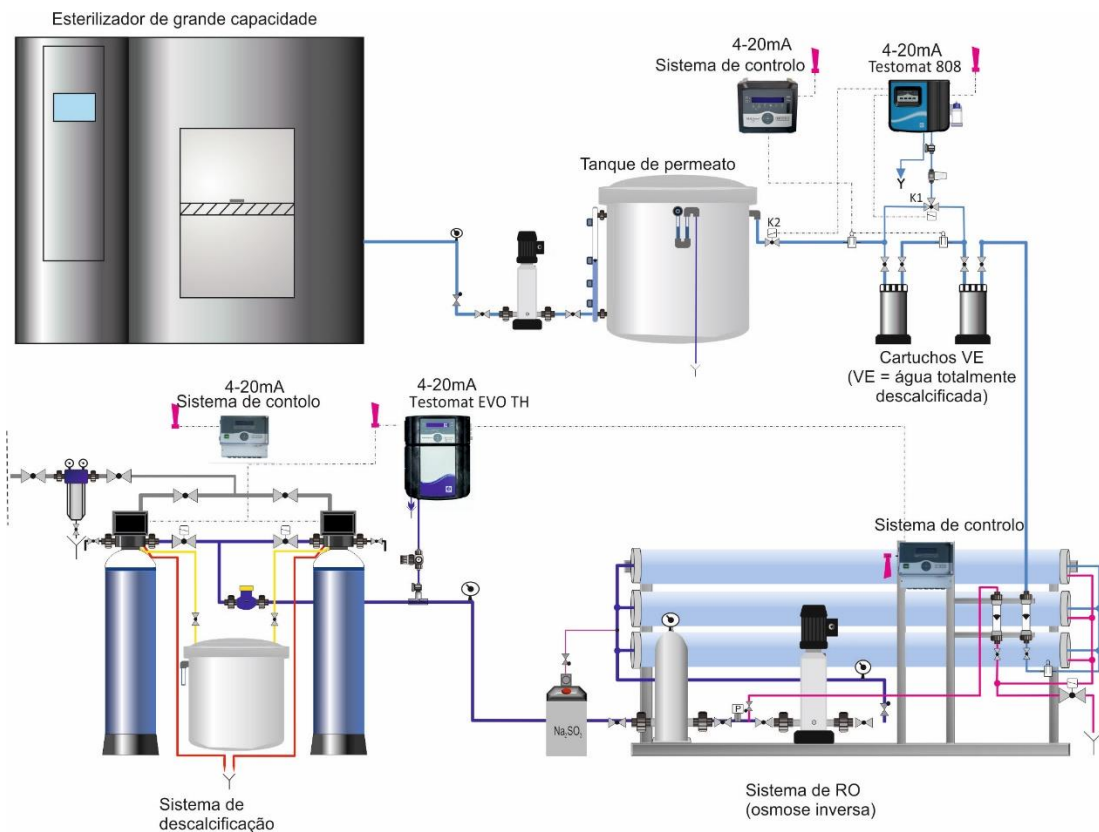 Esterilizador de grande capacidade
4-20mA
Sistema de controlo
4-20mA
Testomat 808
Tanque de permeato
K1
K2
Y
Cartuchos VE
(VE = água totalmente
descalcificada)
4-20mA
Sistema de contolo
4-20mA
Testomat EVO TH
Sistema de controlo
P
Na₂SO₃
Sistema de
descalcificação
Sistema de RO
(osmose inversa)